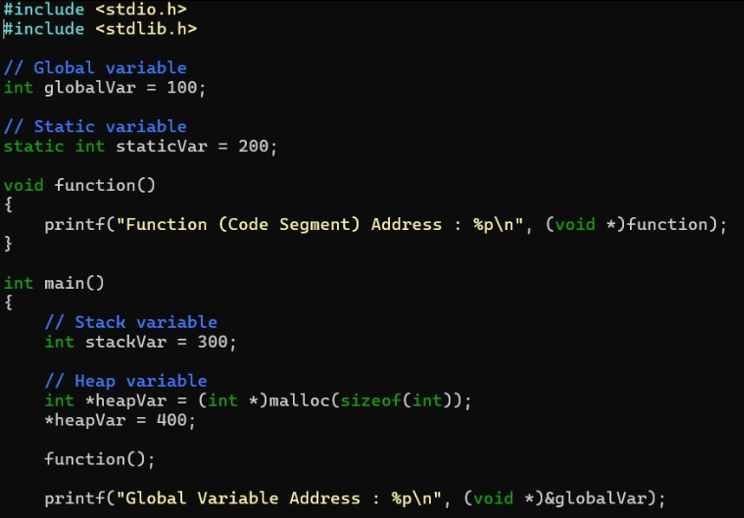 #include <stdio.h>
#include <stdlib.h>
// Global variable
int globalVar = 100;
// Static variable
static int staticVar = 200;
void function()
{
    printf("Function (Code Segment) Address : %p\n", (void *)function);
}
int main()
{
    // Stack variable
    int stackVar = 300;
    // Heap variable
    int *heapVar = (int *)malloc(sizeof(int));
    *heapVar = 400;
    function();
    printf("Global Variable Address : %p\n", (void *)&globalVar);